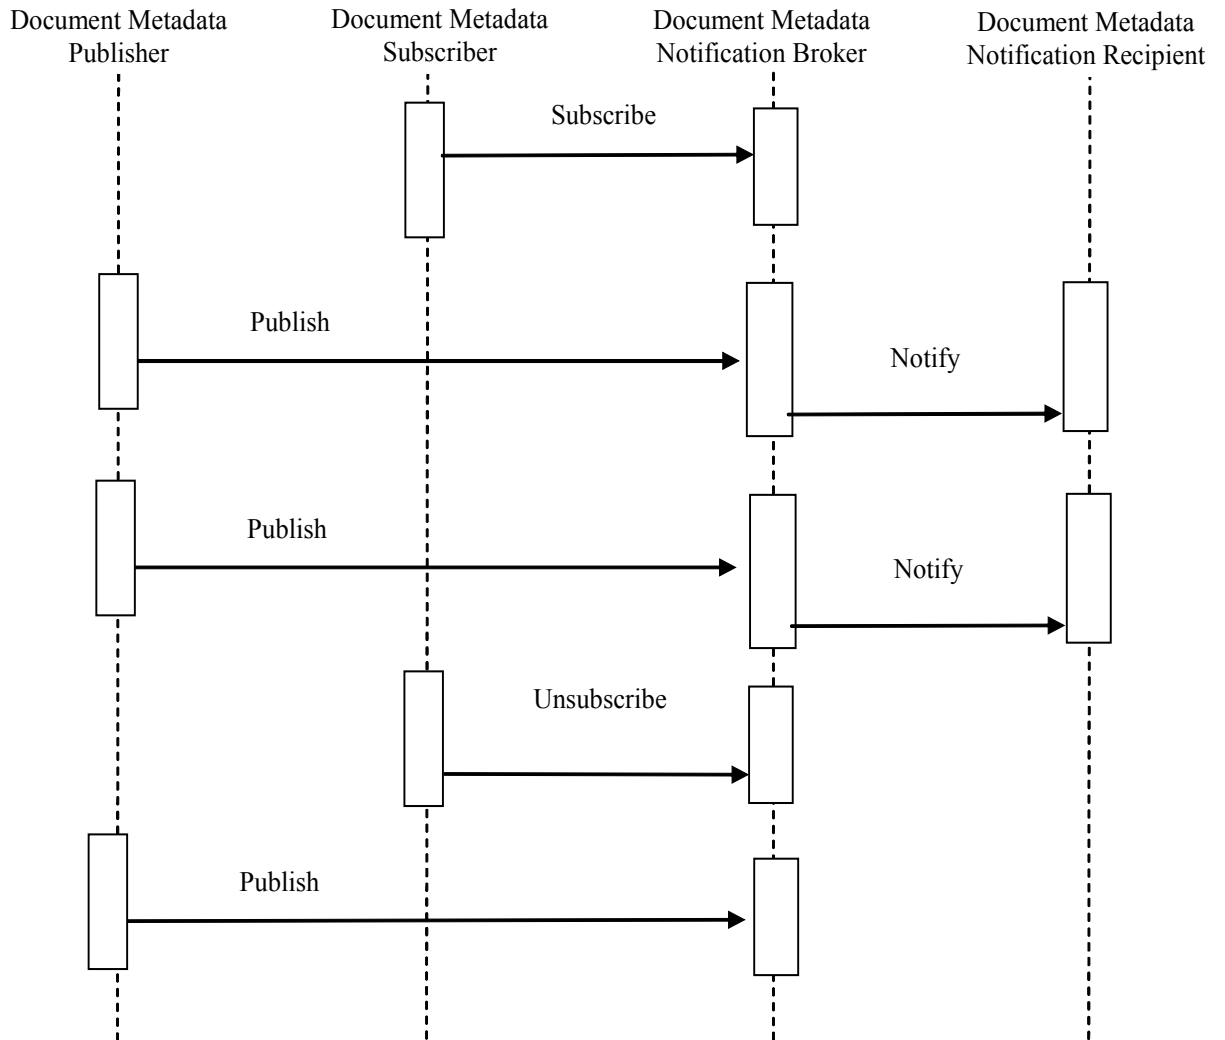 Document Metadata
Publisher
Document Metadata
Subscriber
Document Metadata
Notification Broker
Document Metadata
Notification Recipient
Subscribe
Publish
Notify
Publish
Notify
Unsubscribe
Publish